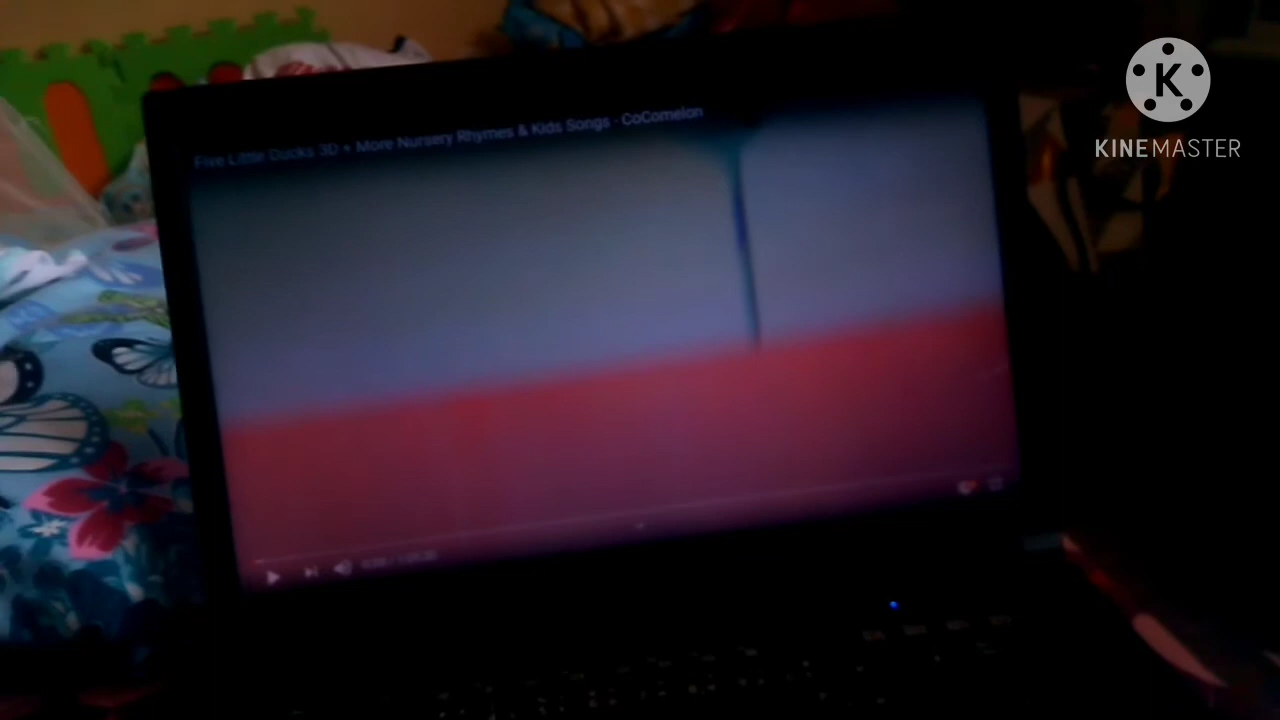 Five Little Ducks 3D + More Nursery Rhymes & Kids Songs - CoComelon
K
KINEMASTER